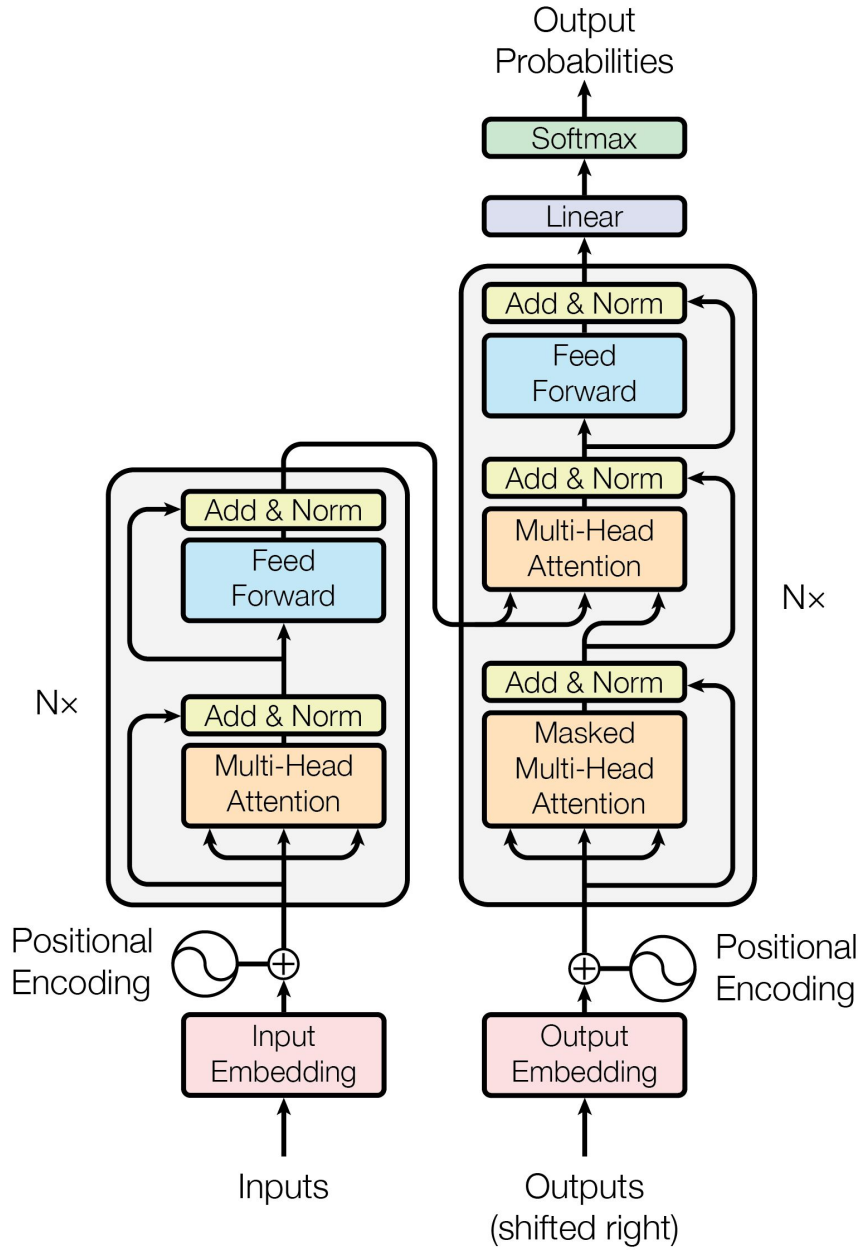 Output
Probabilities
Softmax
Linear
Add & Norm
Feed
Forward
Add & Norm
Multi-Head
Attention
N×
Add & Norm
Masked
Multi-Head
Attention
Add & Norm
Feed
Forward
N×
Add & Norm
Multi-Head
Attention
Positional
Encoding
Positional
Encoding
Input
Embedding
Output
Embedding
Inputs
Outputs
(shifted right)